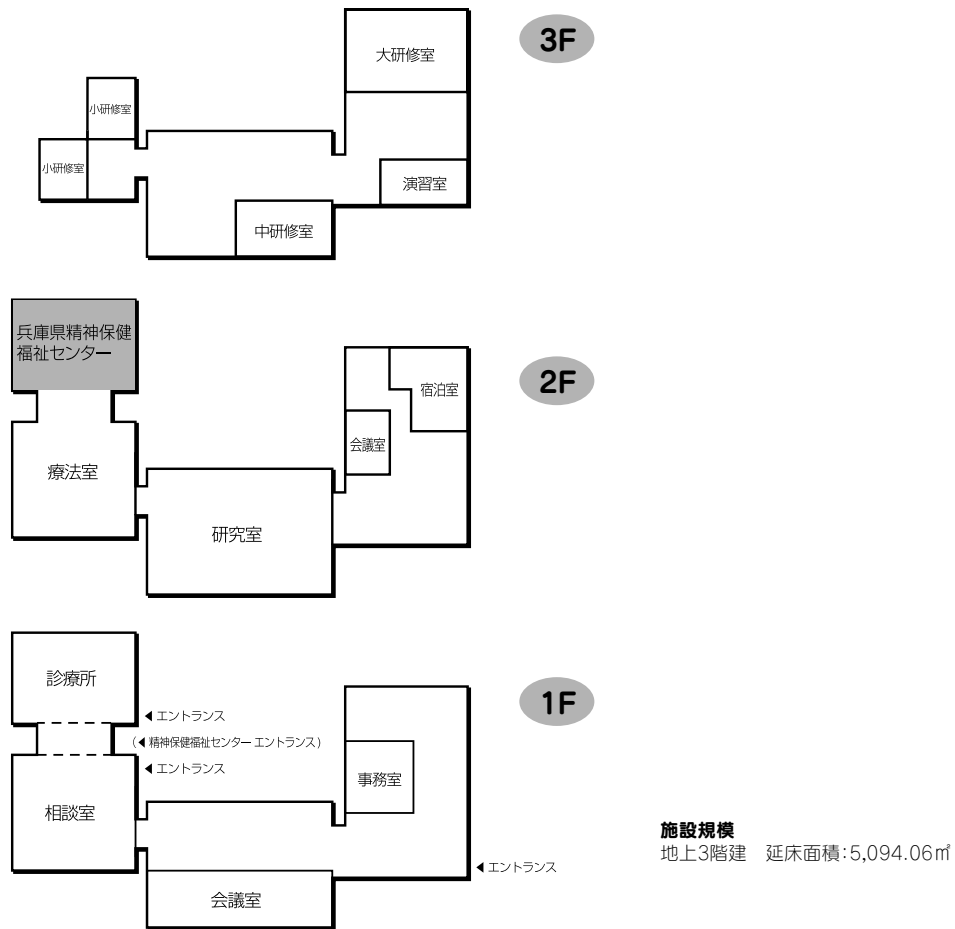 3F
大研修室
小研修室
小研修室
演習室
中研修室
2F
兵庫県精神保健
福祉センター
宿泊室
会議室
療法室
研究室
1F
診療所
◀エントランス
(◀精神保健福祉センター エントランス)
◀エントランス
事務室
相談室
◀エントランス
会議室
施設規模
地上3階建　延床面積:5,094.06㎡